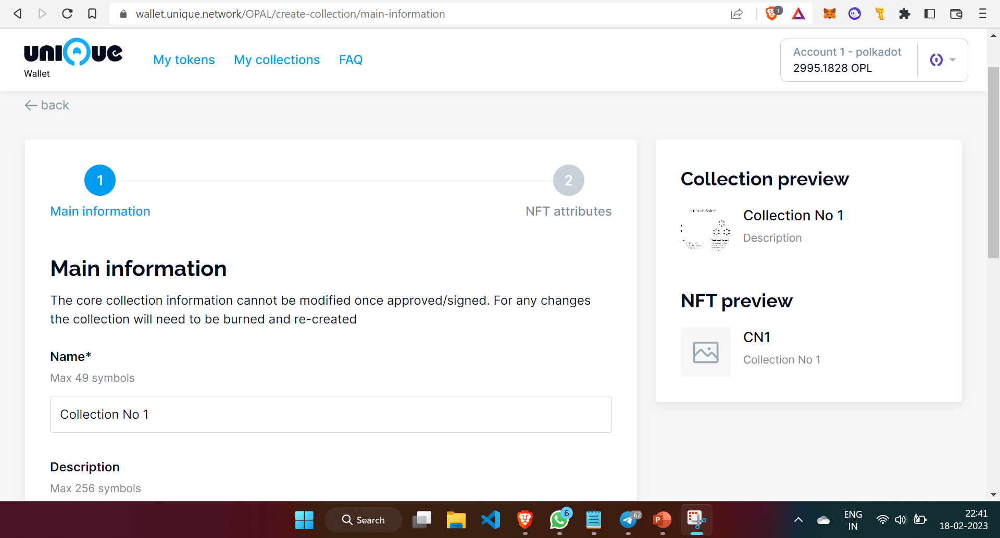 wallet.unique.network/OPAL/create-collection/main-information
1
unique
Wallet
My tokens
My collections
FAQ
Account 1 - polkadot
2995.1828 OPL
back
1
2
Main information
NFT attributes
Main information
The core collection information cannot be modified once approved/signed. For any changes
the collection will need to be burned and re-created
Name*
Max 49 symbols
Collection No 1
Description
Max 256 symbols
Collection preview
Collection No 1
Description
NFT preview
CN1
Collection No 1
Search
6
..62
P
ENG
IN
22:41
18-02-2023